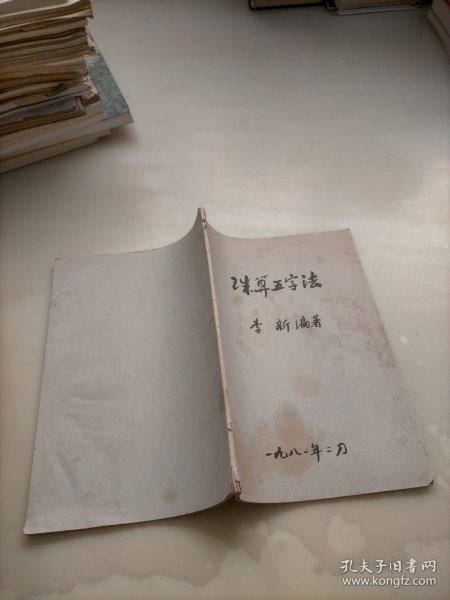 珠算五字法
李新编著
一九八一年二月
孔夫子旧书网
www.kongfz.com